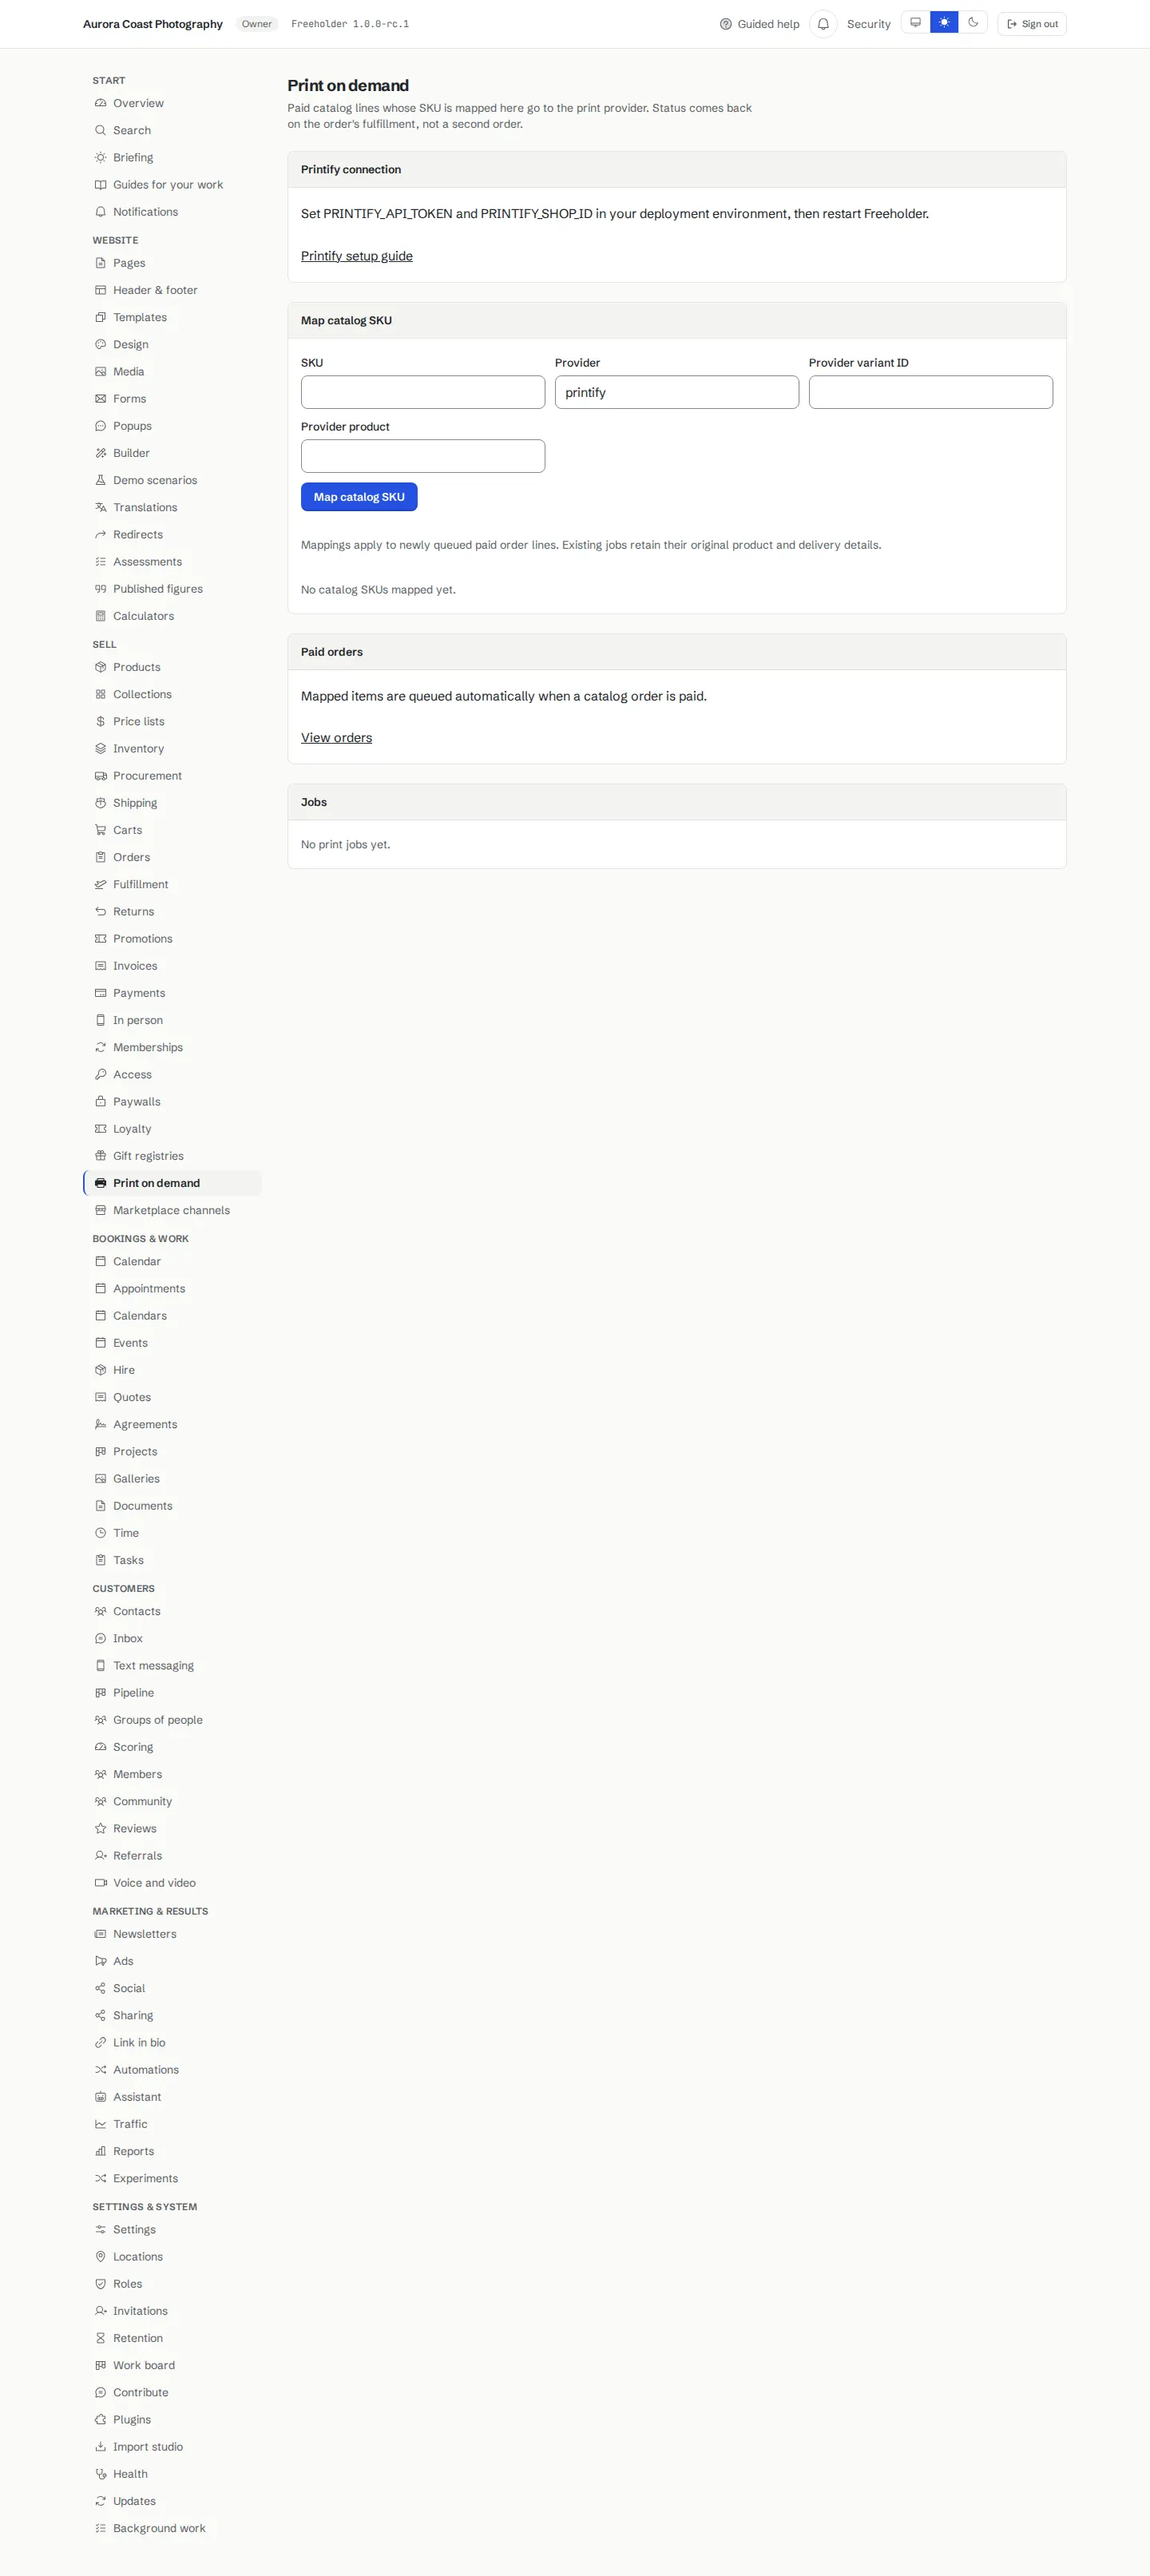 Aurora Coast Photography
Owner
Freeholder 1.0.0-rc.1
Guided help
Security
Sign out
START
Overview
Search
Briefing
Guides for your work
Notifications
WEBSITE
Pages
Header & footer
Templates
Design
Media
Forms
Popups
Builder
Demo scenarios
Translations
Redirects
Assessments
Published figures
Calculators
SELL
Products
Collections
Price lists
Inventory
Procurement
Shipping
Carts
Orders
Fulfillment
Returns
Promotions
Invoices
Payments
In person
Memberships
Access
Paywalls
Loyalty
Gift registries
Print on demand
Marketplace channels
BOOKINGS & WORK
Calendar
Appointments
Calendars
Events
Hire
Quotes
Agreements
Projects
Galleries
Documents
Time
Tasks
CUSTOMERS
Contacts
Inbox
Text messaging
Pipeline
Groups of people
Scoring
Members
Community
Reviews
Referrals
Voice and video
MARKETING & RESULTS
Newsletters
Ads
Social
Sharing
Link in bio
Automations
Assistant
Traffic
Reports
Experiments
SETTINGS & SYSTEM
Settings
Locations
Roles
Invitations
Retention
Work board
Contribute
Plugins
Import studio
Health
Updates
Background work
Print on demand
Paid catalog lines whose SKU is mapped here go to the print provider. Status comes back
on the order's fulfillment, not a second order.
Printify connection
Set PRINTIFY_API_TOKEN and PRINTIFY_SHOP_ID in your deployment environment, then restart Freeholder.
Printify setup guide
Map catalog SKU
SKU
Provider
printify
Provider variant ID
Provider product
Map catalog SKU
Mappings apply to newly queued paid order lines. Existing jobs retain their original product and delivery details.
No catalog SKUs mapped yet.
Paid orders
Mapped items are queued automatically when a catalog order is paid.
View orders
Jobs
No print jobs yet.